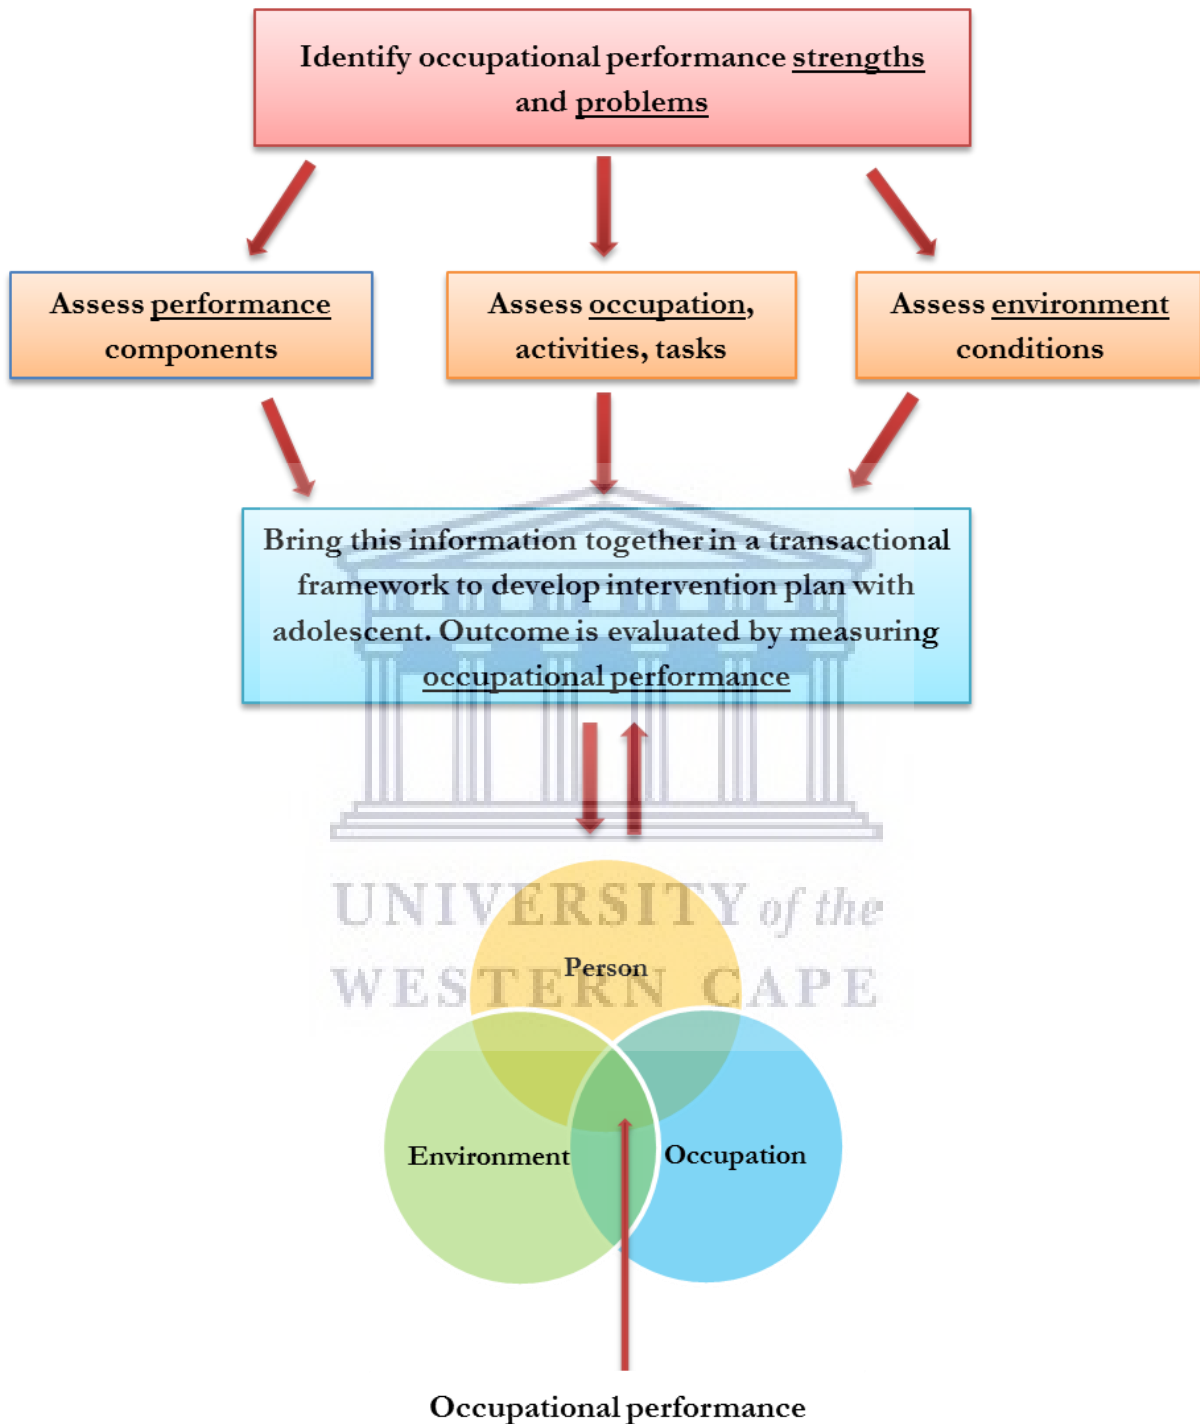 Identify occupational performance strengths
and problems
Assess performance
components
Assess occupation,
activities, tasks
Assess environment
conditions
Bring this information together in a transactional
framework to develop intervention plan with
adolescent. Outcome is evaluated by measuring
occupational performance
UNIVERSITY of the
WESTERN CAPE
Person
Environment
Occupation
Occupational performance